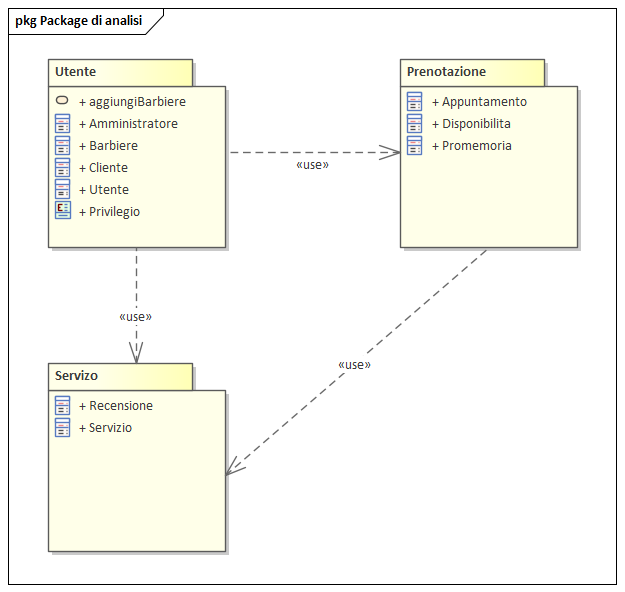 pkg Package di analisi
Utente
+ aggiungiBarbiere
+ Amministratore
+ Barbiere
+ Cliente
+ Utente
+ Privilegio
Prenotazione
+ Appuntamento
+ Disponibilita
+ Promemoria
«use»
«use»
«use»
Servizo
+ Recensione
+ Servizio